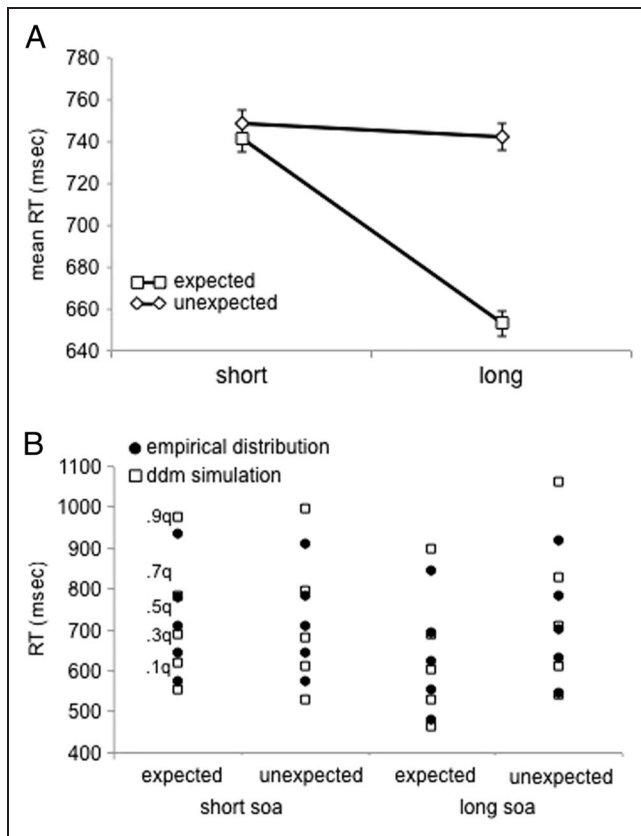 A
780
760
740
720
700
680
660
640
mean RT (msec)
expected
unexpected
short long
B
empirical distribution
ddm simulation
1100
1000
900
800
700
600
500
400
RT (msec)
.9q
.7q
.5q
.3q
.1q
expected unexpected expected unexpected
short soa long soa